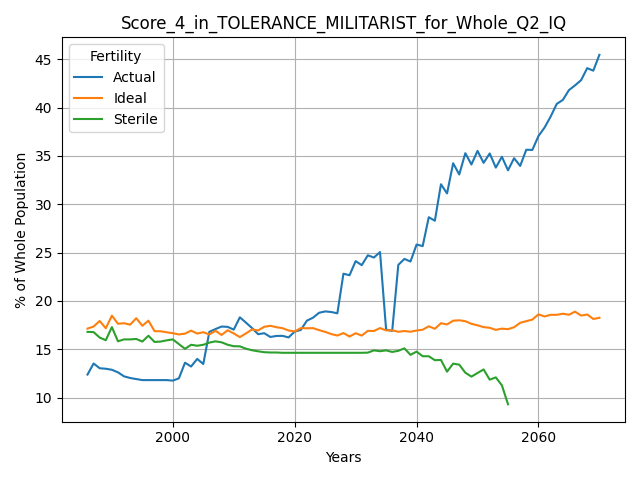 Score_4_in_TOLERANCE_MILITARIST_for_Whole_Q2_IQ
Fertility
Actual
Ideal
Sterile
% of Whole Population
45
40
35
30
25
20
15
10
2000
2020
2040
2060
Years